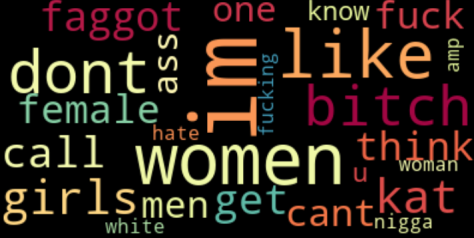 faggot one know fuck
dont ass im like amp
female fucking bitch
hate
call women think
woman
girls men get u kat
cant
white nigga